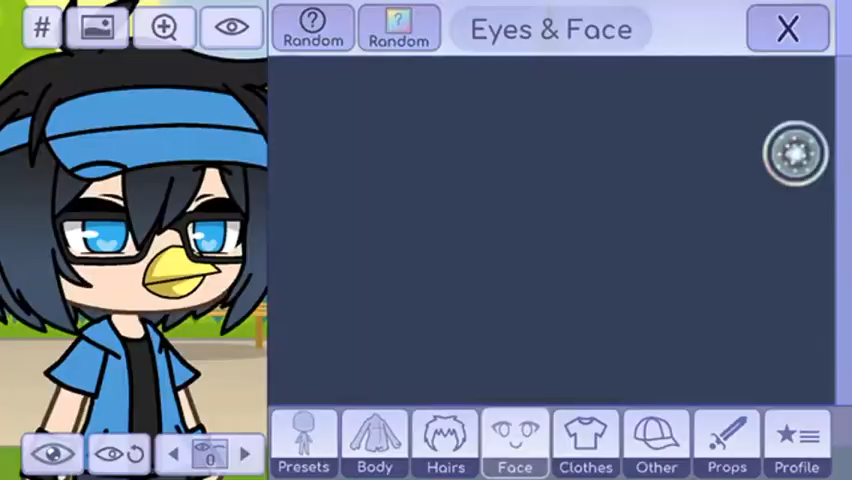 #
?
Random
?
Random
Eyes & Face
X
0
Presets
Body
Hairs
Face
Clothes
Other
Props
Profile